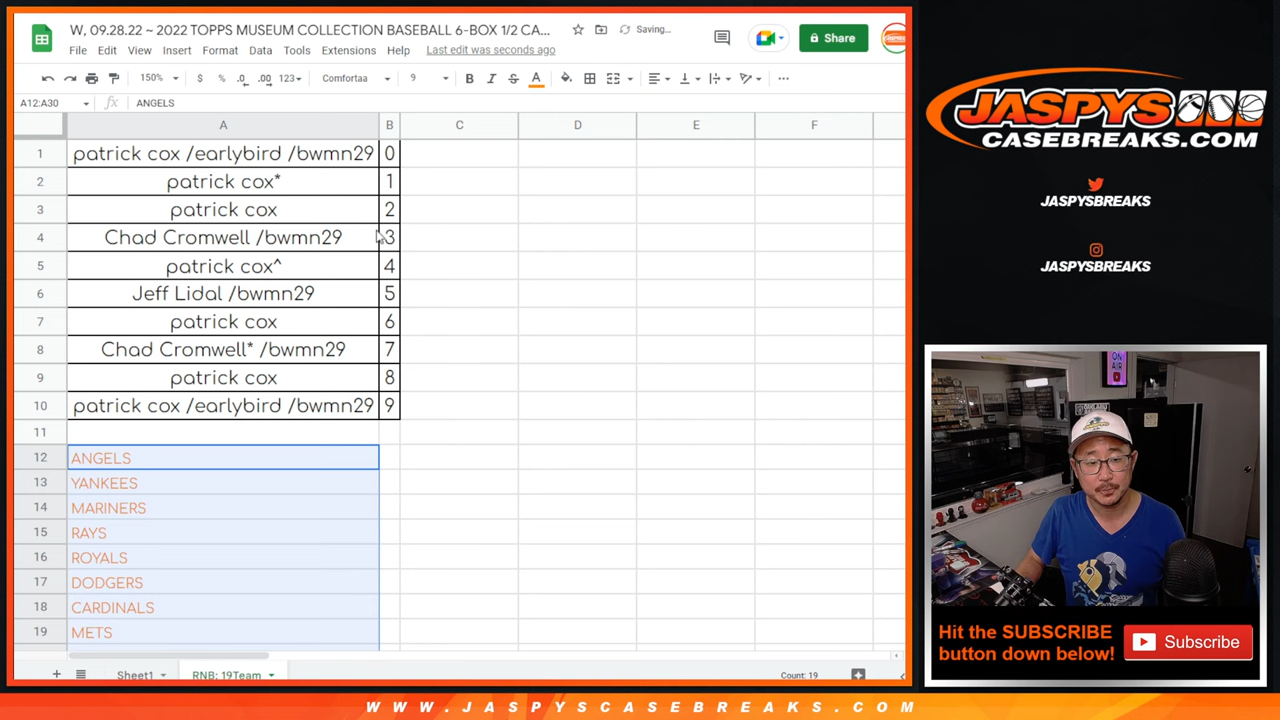 W, 09.28.22 ~ 2022 TOPPS MUSEUM COLLECTION BASEBALL 6-BOX 1/2 CA...
Saving...
Share
File Edit View Insert Format Data Tools Extensions Help Last edit was seconds ago
150% $ % .0 .00 123 Comfortaa 9 B I S A
A12:A30 fx ANGELS
A B C D E F
1 patrick cox /earlybird /bwmn29 0
2 patrick cox* 1
3 patrick cox 2
4 Chad Cromwell /bwmn29 3
5 patrick cox^ 4
6 Jeff Lidal /bwmn29 5
7 patrick cox 6
8 Chad Cromwell* /bwmn29 7
9 patrick cox 8
10 patrick cox /earlybird /bwmn29 9
11
12 ANGELS
13 YANKEES
14 MARINERS
15 RAYS
16 ROYALS
17 DODGERS
18 CARDINALS
19 METS
Sheet1 RNB: 19Team Count: 19
JASPYS
CASEBREAKS.COM
JASPYSBREAKS
JASPYSBREAKS
ON AIR
Hit the SUBSCRIBE
button down below!
Subscribe
WWW.JASPYSCASEBREAKS.COM